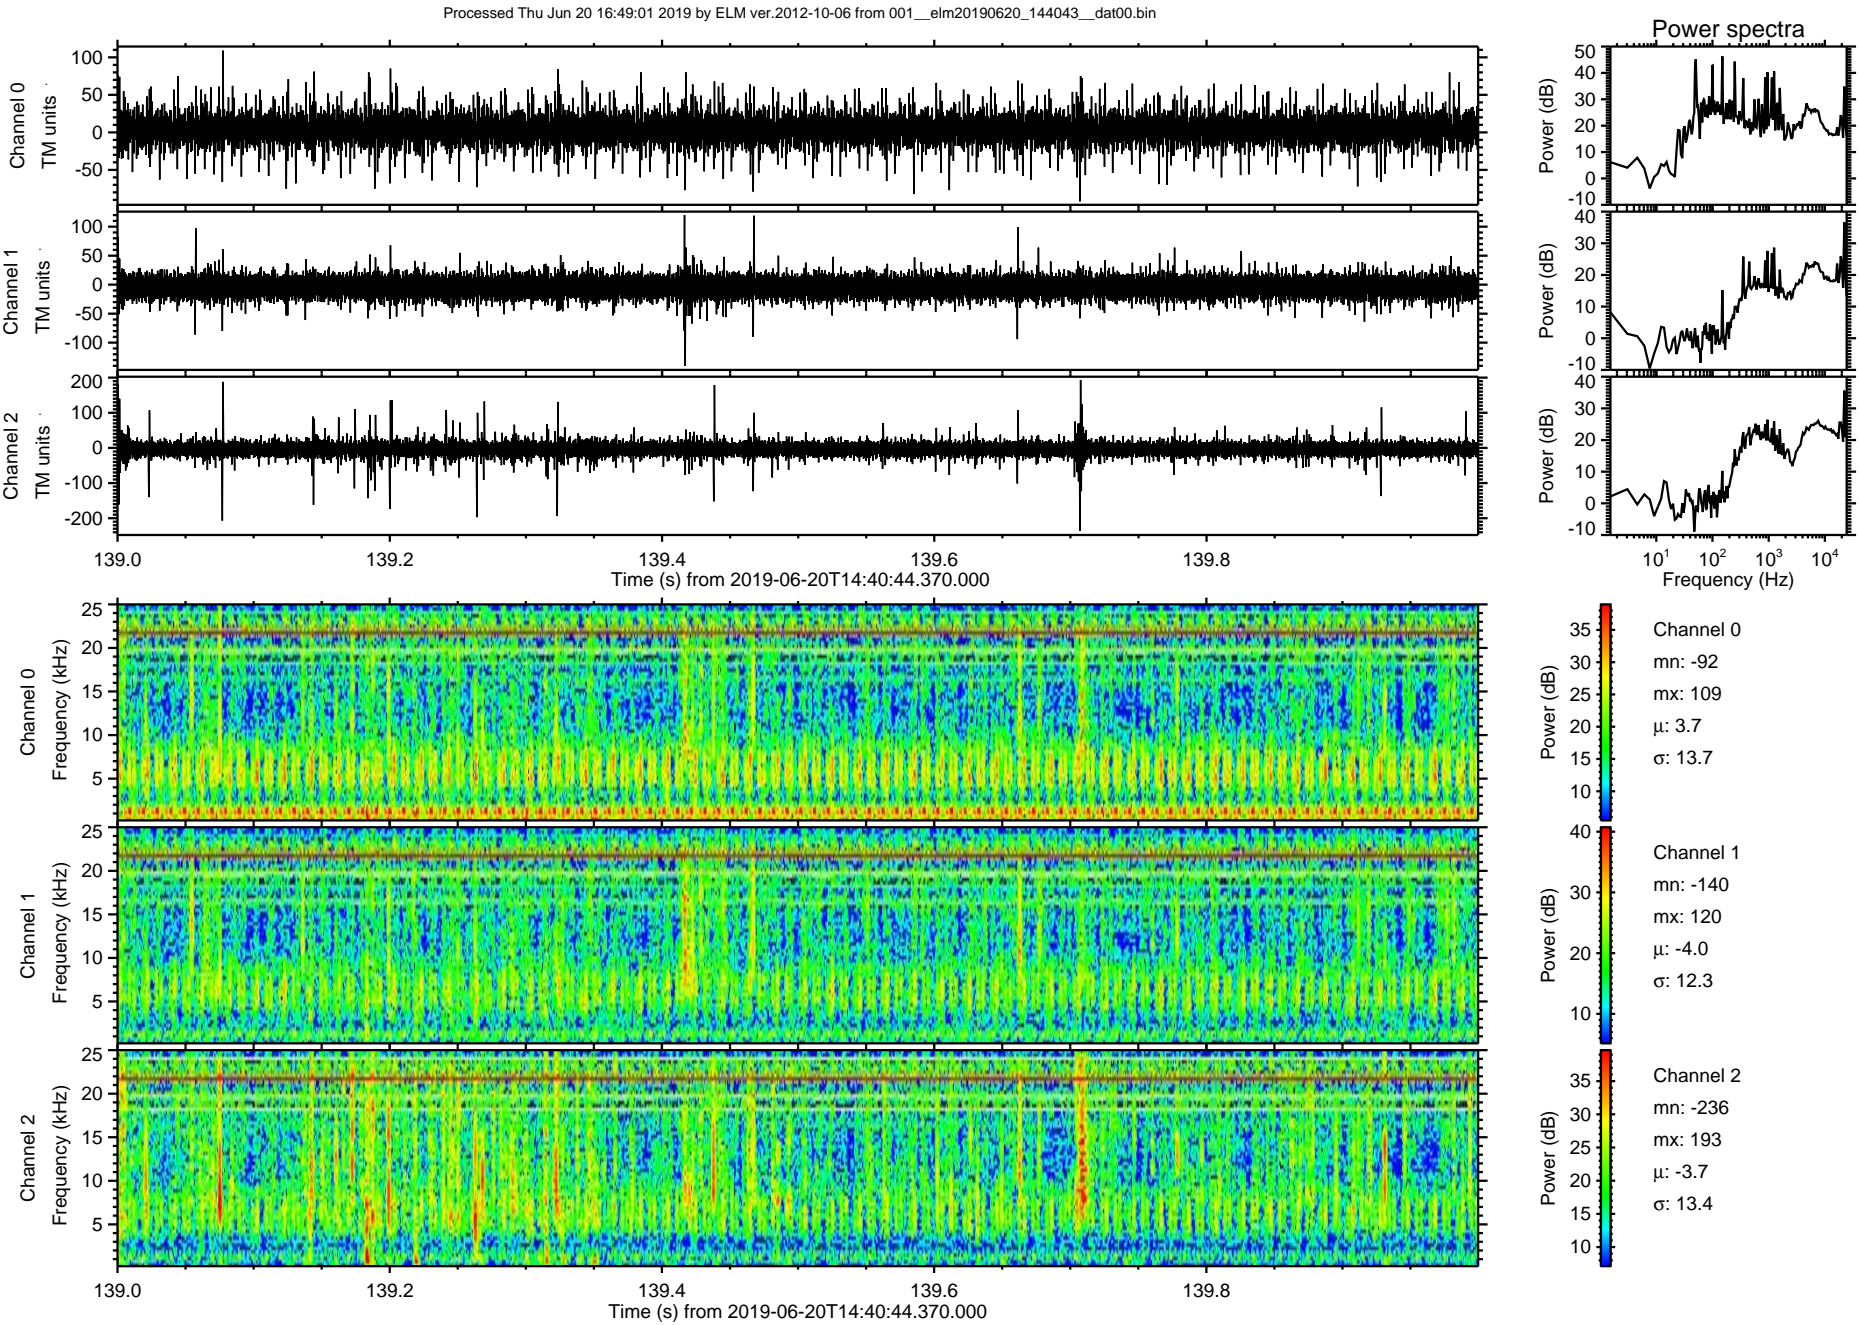 Processed Thu Jun 20 16:49:01 2019 by ELM ver.2012-10-06 from 001__elm20190620_144043__dat00.bin
Power spectra
Channel 0
TM units
100
50
0
-50
Power (dB)
50
40
30
20
10
0
-10
Channel 1
TM units
100
50
0
-50
-100
Power (dB)
40
30
20
10
0
-10
Channel 2
TM units
200
100
0
-100
-200
Power (dB)
40
30
20
10
0
-10
139.0 139.2 139.4 139.6 139.8
Time (s) from 2019-06-20T14:40:44.370.000
10^1 10^2 10^3 10^4
Frequency (Hz)
Channel 0
Frequency (kHz)
25
20
15
10
5
Power (dB)
35
30
25
20
15
10
Channel 0
mn: -92
mx: 109
μ: 3.7
σ: 13.7
Channel 1
Frequency (kHz)
25
20
15
10
5
Power (dB)
40
30
20
10
Channel 1
mn: -140
mx: 120
μ: -4.0
σ: 12.3
Channel 2
Frequency (kHz)
25
20
15
10
5
Power (dB)
35
30
25
20
15
10
Channel 2
mn: -236
mx: 193
μ: -3.7
σ: 13.4
139.0 139.2 139.4 139.6 139.8
Time (s) from 2019-06-20T14:40:44.370.000